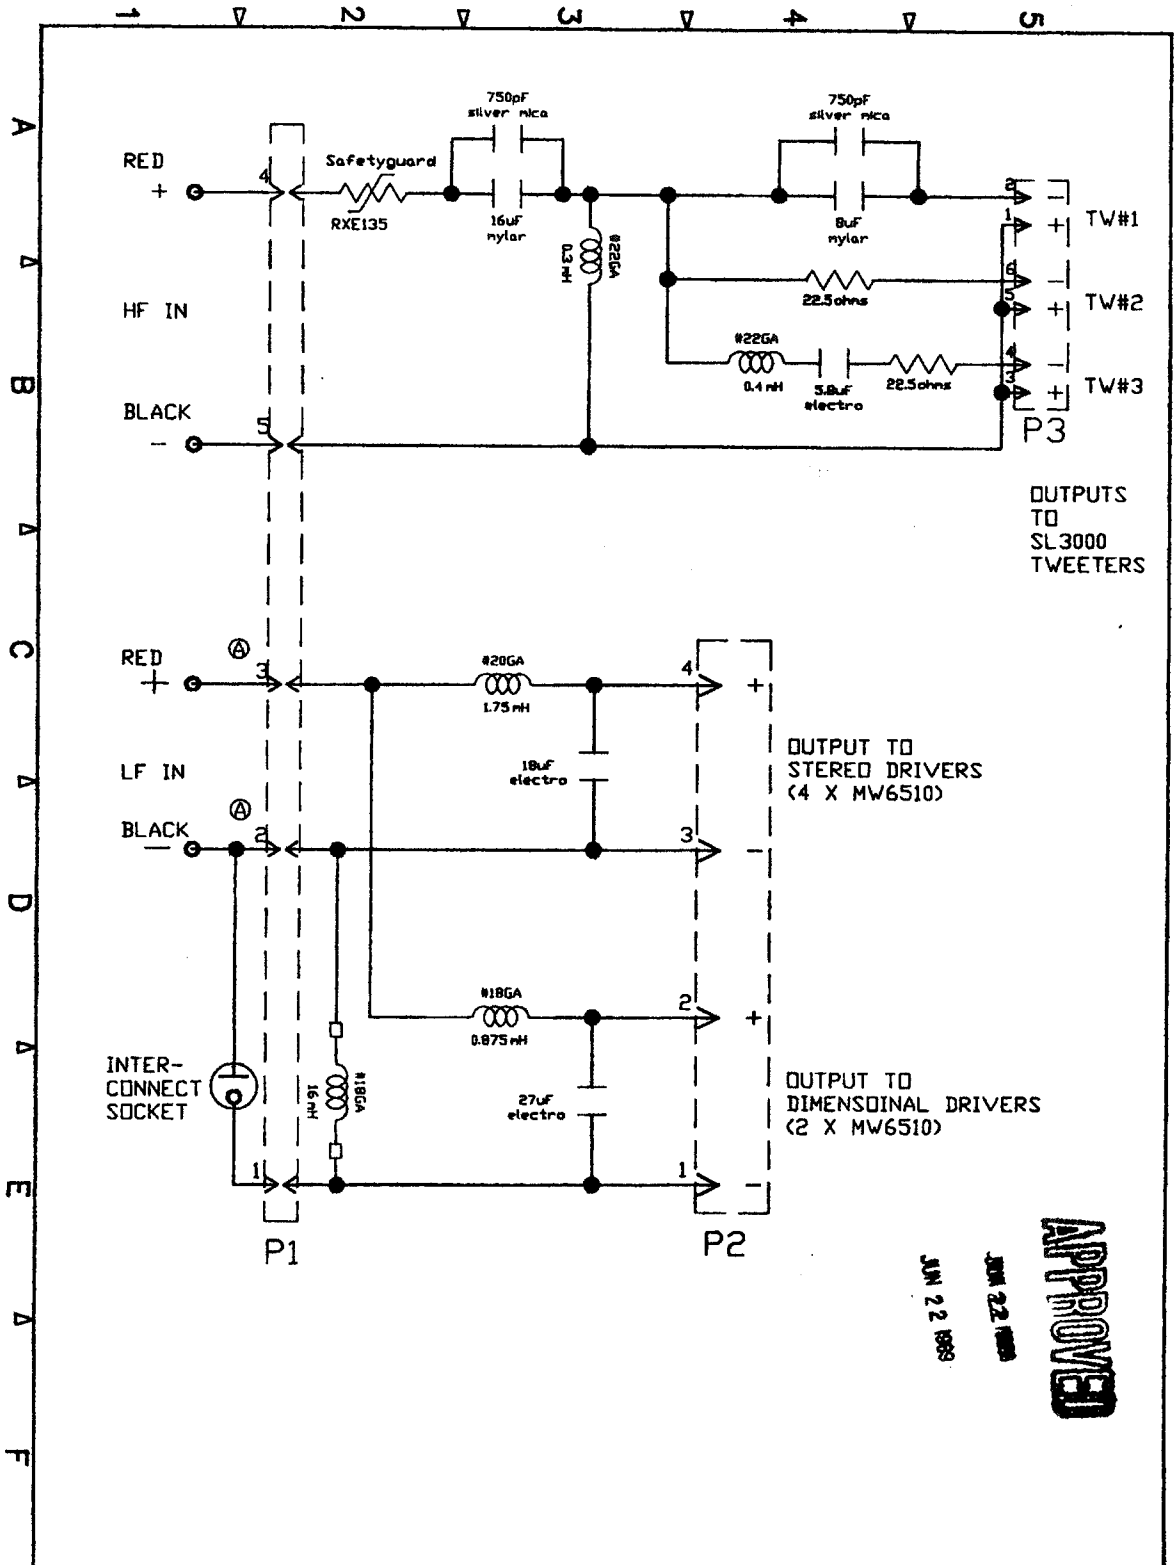 1 2 3 4 5
A
B
C
D
E
F
750pF
silver mica
750pF
silver mica
RED
+
4
Safetyguard
RXE135
16uF
mylar
8uF
mylar
#22GA
0.3 mH
2
-
1
+
TW#1
6
-
5
+
TW#2
22.5ohms
HF IN
#22GA
0.4 mH
5.8uF
electro
22.5ohms
4
-
3
+
TW#3
BLACK
-
5
P3
OUTPUTS
TO
SL3000
TWEETERS
RED
+
A
3
#20GA
1.75 mH
4
+
LF IN
18uF
electro
OUTPUT TO
STEREO DRIVERS
(4 X MW6510)
A
BLACK
-
2
3
-
#18GA
0.875 mH
2
+
INTER-
CONNECT
SOCKET
#18GA
16 mH
27uF
electro
OUTPUT TO
DIMENSOINAL DRIVERS
(2 X MW6510)
1
1
-
P1
P2
APPROVED
JUN 22 1989